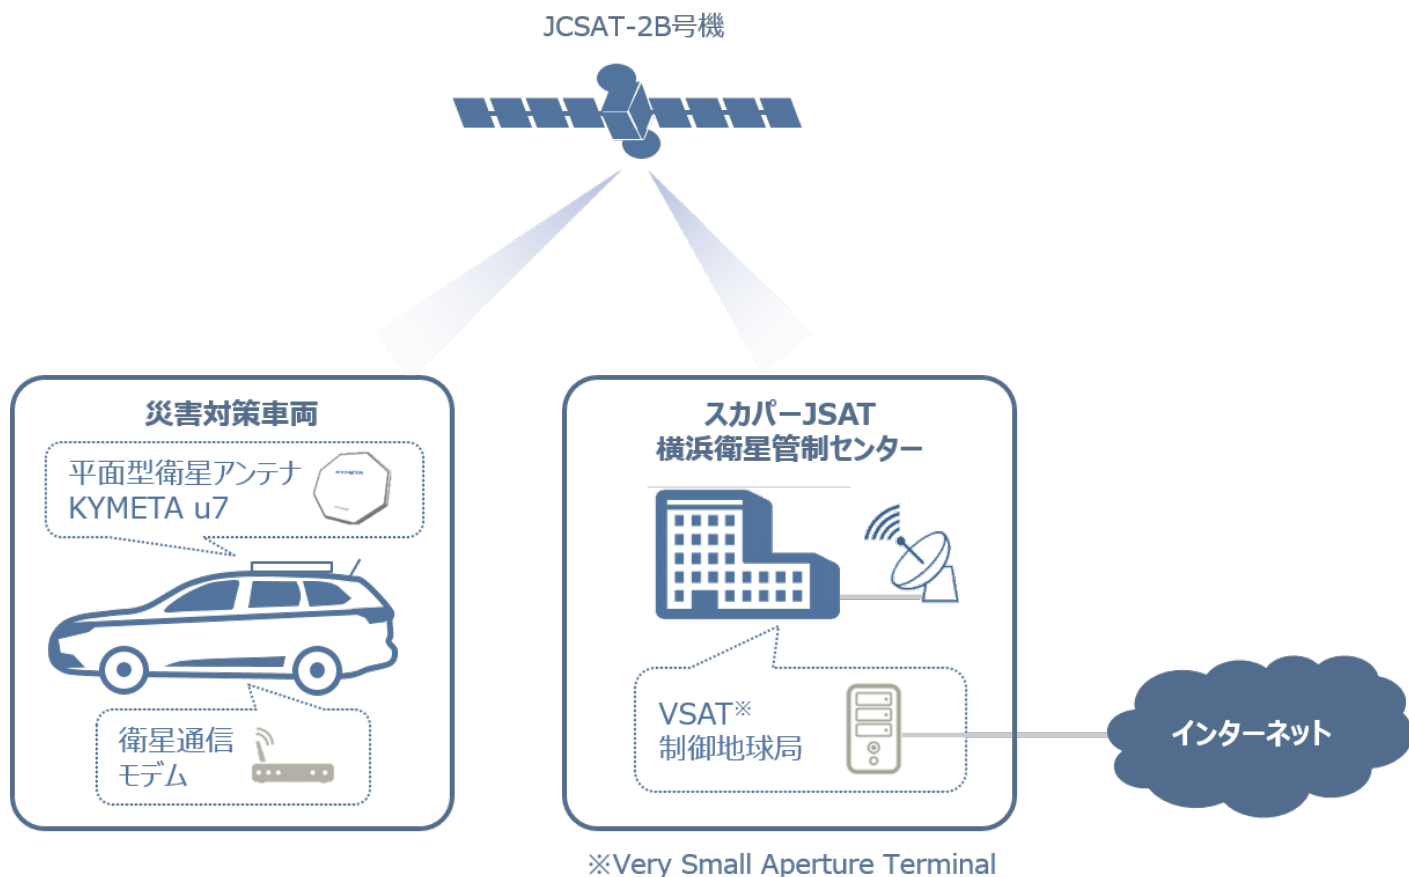 JCSAT-2B号機
災害対策車両
平面型衛星アンテナ
KYMETA u7
KYMETA
衛星通信
モデム
スカパーJSAT
横浜衛星管制センター
VSAT※
制御地球局
インターネット
※Very Small Aperture Terminal